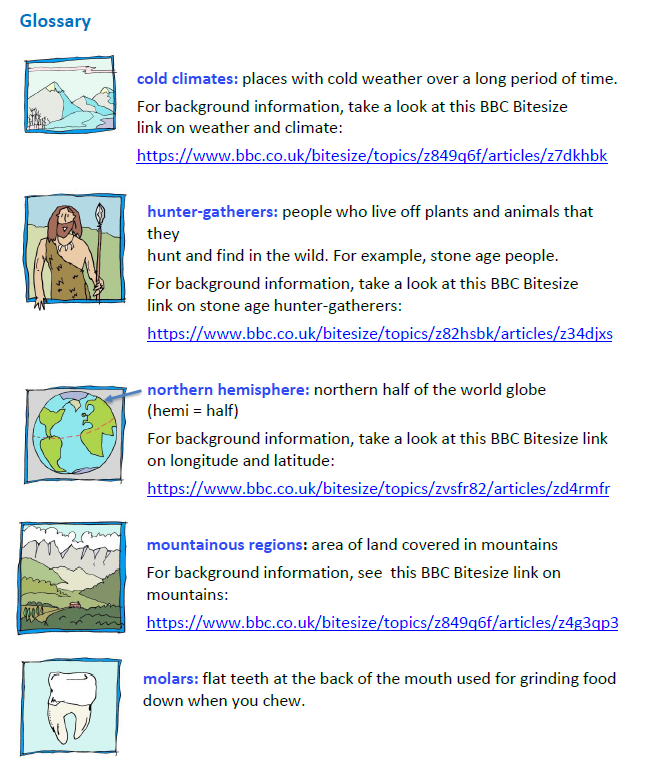 Glossary
cold climates: places with cold weather over a long period of time.
For background information, take a look at this BBC Bitesize
link on weather and climate:
https://www.bbc.co.uk/bitesize/topics/z849q6f/articles/z7dkhbk
hunter-gatherers: people who live off plants and animals that
they
hunt and find in the wild. For example, stone age people.
For background information, take a look at this BBC Bitesize
link on stone age hunter-gatherers:
https://www.bbc.co.uk/bitesize/topics/z82hsbk/articles/z34djxs
northern hemisphere: northern half of the world globe
(hemi = half)
For background information, take a look at this BBC Bitesize link
on longitude and latitude:
https://www.bbc.co.uk/bitesize/topics/zvsfr82/articles/zd4rmfr
mountainous regions: area of land covered in mountains
For background information, see  this BBC Bitesize link on
mountains:
https://www.bbc.co.uk/bitesize/topics/z849q6f/articles/z4g3qp3
molars: flat teeth at the back of the mouth used for grinding food
down when you chew.